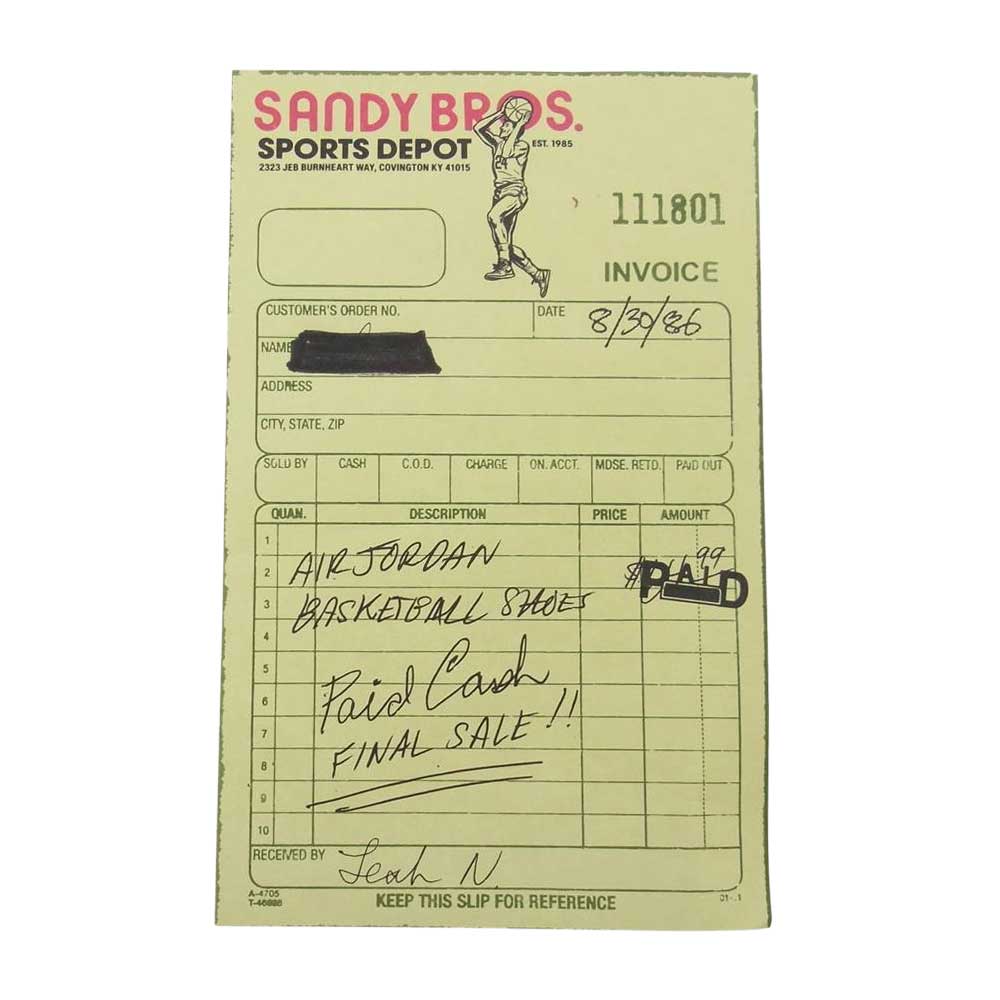 SANDY BROS.
SPORTS DEPOT
EST. 1985
2323 JEB BURNHEART WAY, COVINGTON KY 41015
24
111801
INVOICE
CUSTOMER'S ORDER NO.
DATE 8/30/86
NAME
ADDRESS
CITY, STATE, ZIP
SOLD BY CASH C.O.D. CHARGE ON. ACCT. MDSE. RETD. PAID OUT
QUAN. DESCRIPTION PRICE AMOUNT
1
2 AIR JORDAN $ 99 PAID
3 BASKETBALL SHOES
4
5
6 Paid Cash
7 FINAL SALE!!
8
9
10
RECEIVED BY Leah N.
A-4705
KEEP THIS SLIP FOR REFERENCE